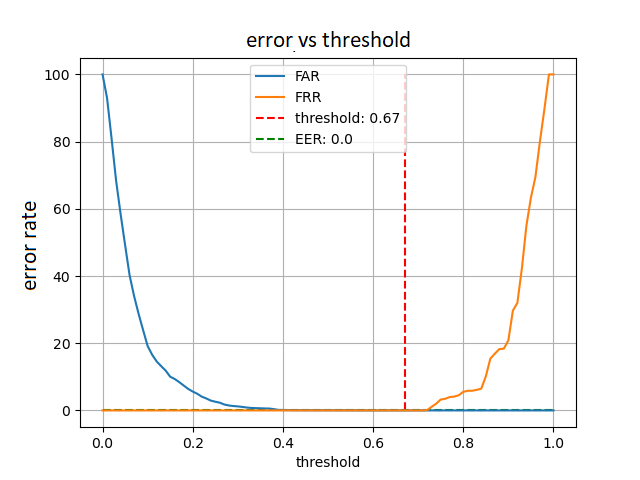 error vs threshold
FAR
FRR
threshold: 0.67
EER: 0.0
error rate
100
80
60
40
20
0
0.0 0.2 0.4 0.6 0.8 1.0
threshold